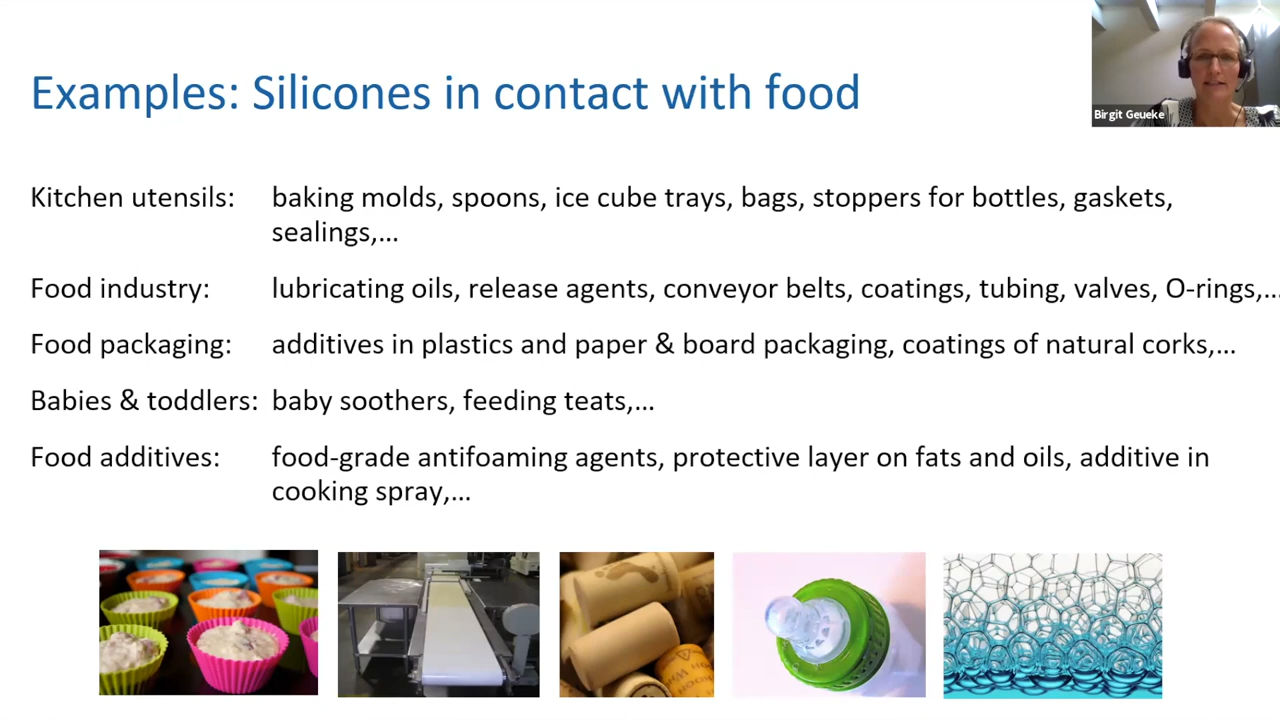 Examples: Silicones in contact with food
Birgit Geueke
Kitchen utensils: baking molds, spoons, ice cube trays, bags, stoppers for bottles, gaskets,
sealings,...
Food industry: lubricating oils, release agents, conveyor belts, coatings, tubing, valves, O-rings,...
Food packaging: additives in plastics and paper & board packaging, coatings of natural corks,...
Babies & toddlers: baby soothers, feeding teats,...
Food additives: food-grade antifoaming agents, protective layer on fats and oils, additive in
cooking spray,...